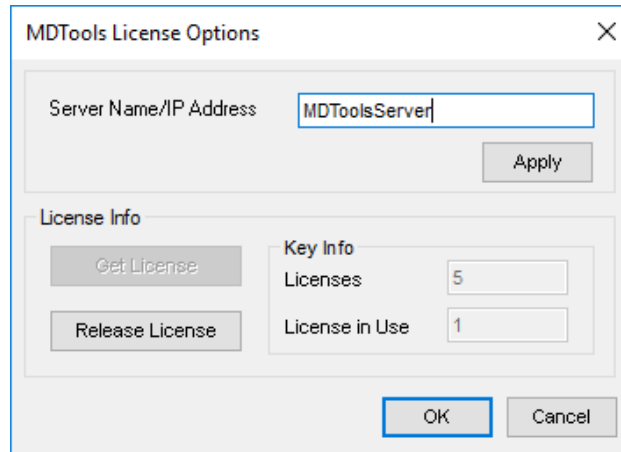 MDTools License Options
Server Name/IP Address MDToolsServer
Apply
License Info
Get License
Release License
Key Info
Licenses 5
License in Use 1
OK Cancel